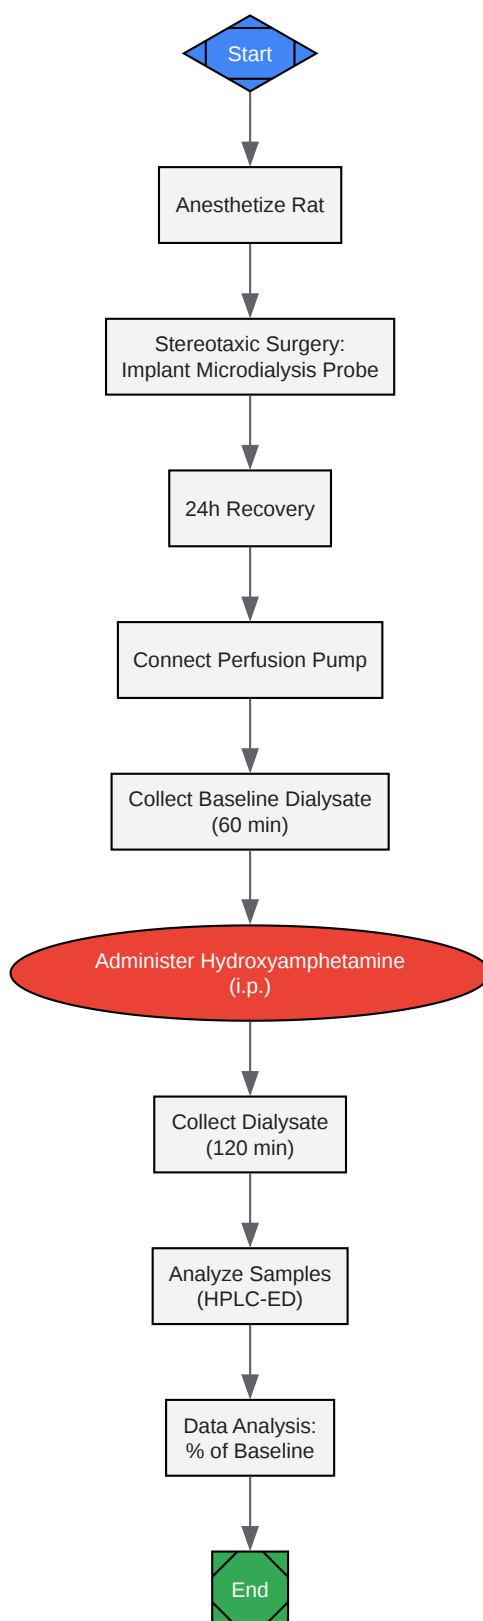 Start
Anesthetize Rat
Stereotaxic Surgery:
Implant Microdialysis Probe
24h Recovery
Connect Perfusion Pump
Collect Baseline Dialysate
(60 min)
Administer Hydroxyamphetamine
(i.p.)
Collect Dialysate
(120 min)
Analyze Samples
(HPLC-ED)
Data Analysis:
% of Baseline
End